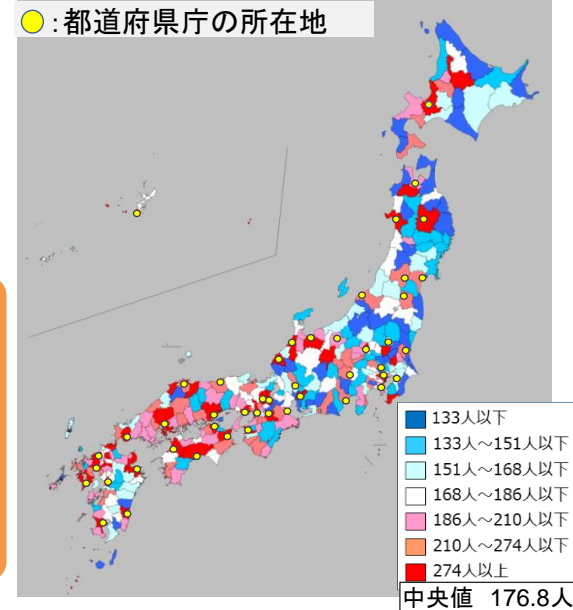 :都道府県庁の所在地
133人以下
133人～151人以下
151人～168人以下
168人～186人以下
186人～210人以下
210人～274人以下
274人以上
中央値 176.8人